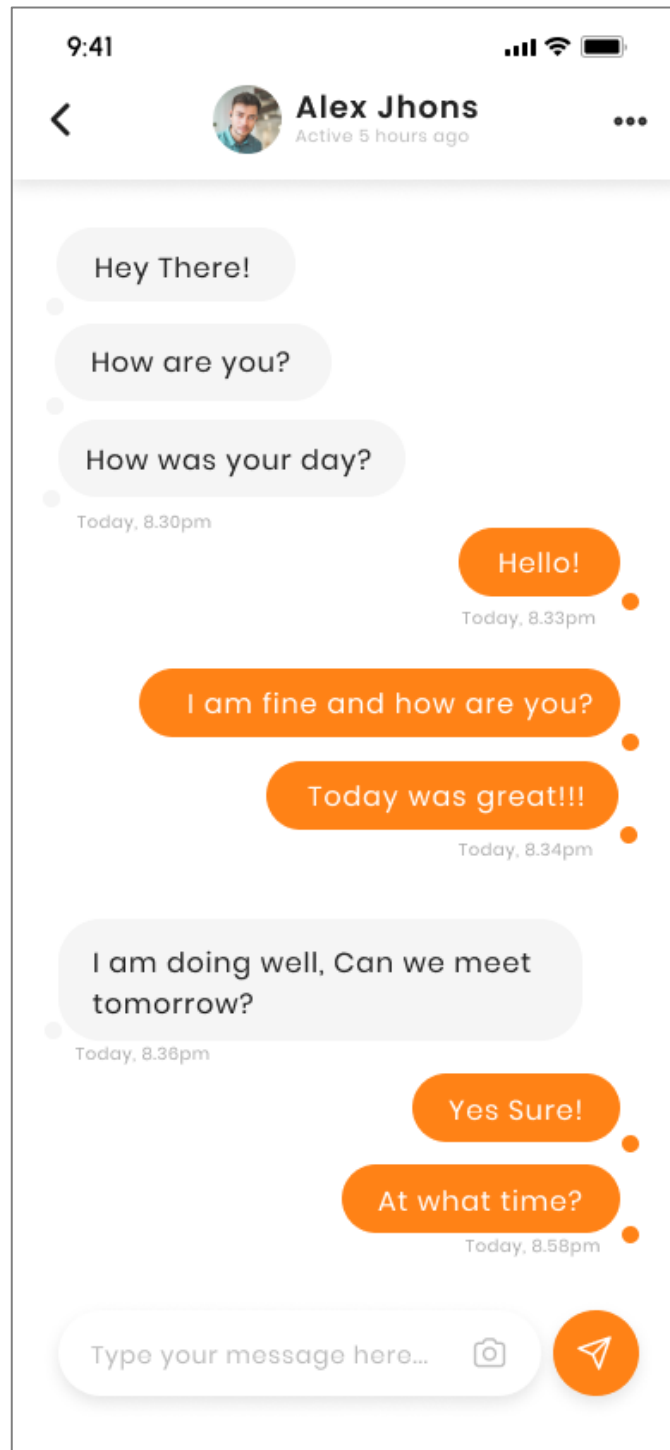 9:41
Alex Jhons
Active 5 hours ago
Hey There!
How are you?
How was your day?
Today, 8.30pm
Hello!
Today, 8.33pm
I am fine and how are you?
Today was great!!!
Today, 8.34pm
I am doing well, Can we meet
tomorrow?
Today, 8.36pm
Yes Sure!
At what time?
Today, 8.58pm
Type your message here...